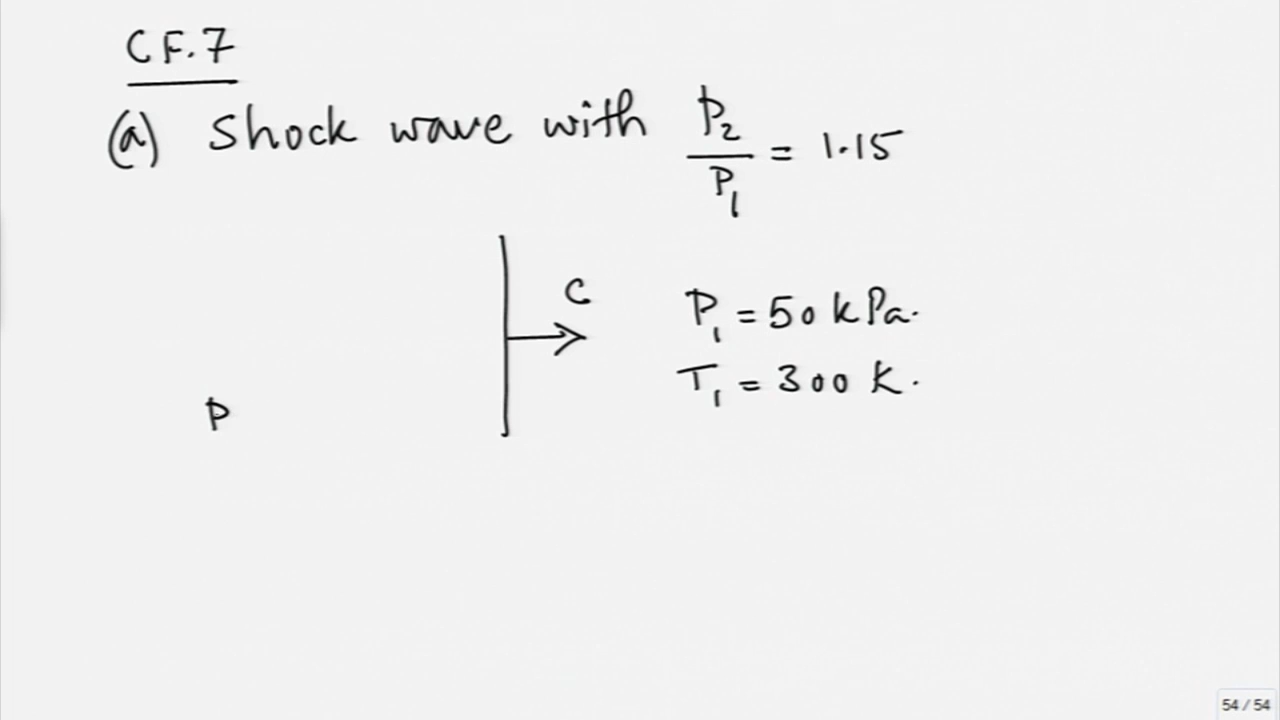 CF.7
(a) Shock wave with P2/P1 = 1.15
C
P1 = 50 kPa.
T1 = 300 K.
P
54 / 54